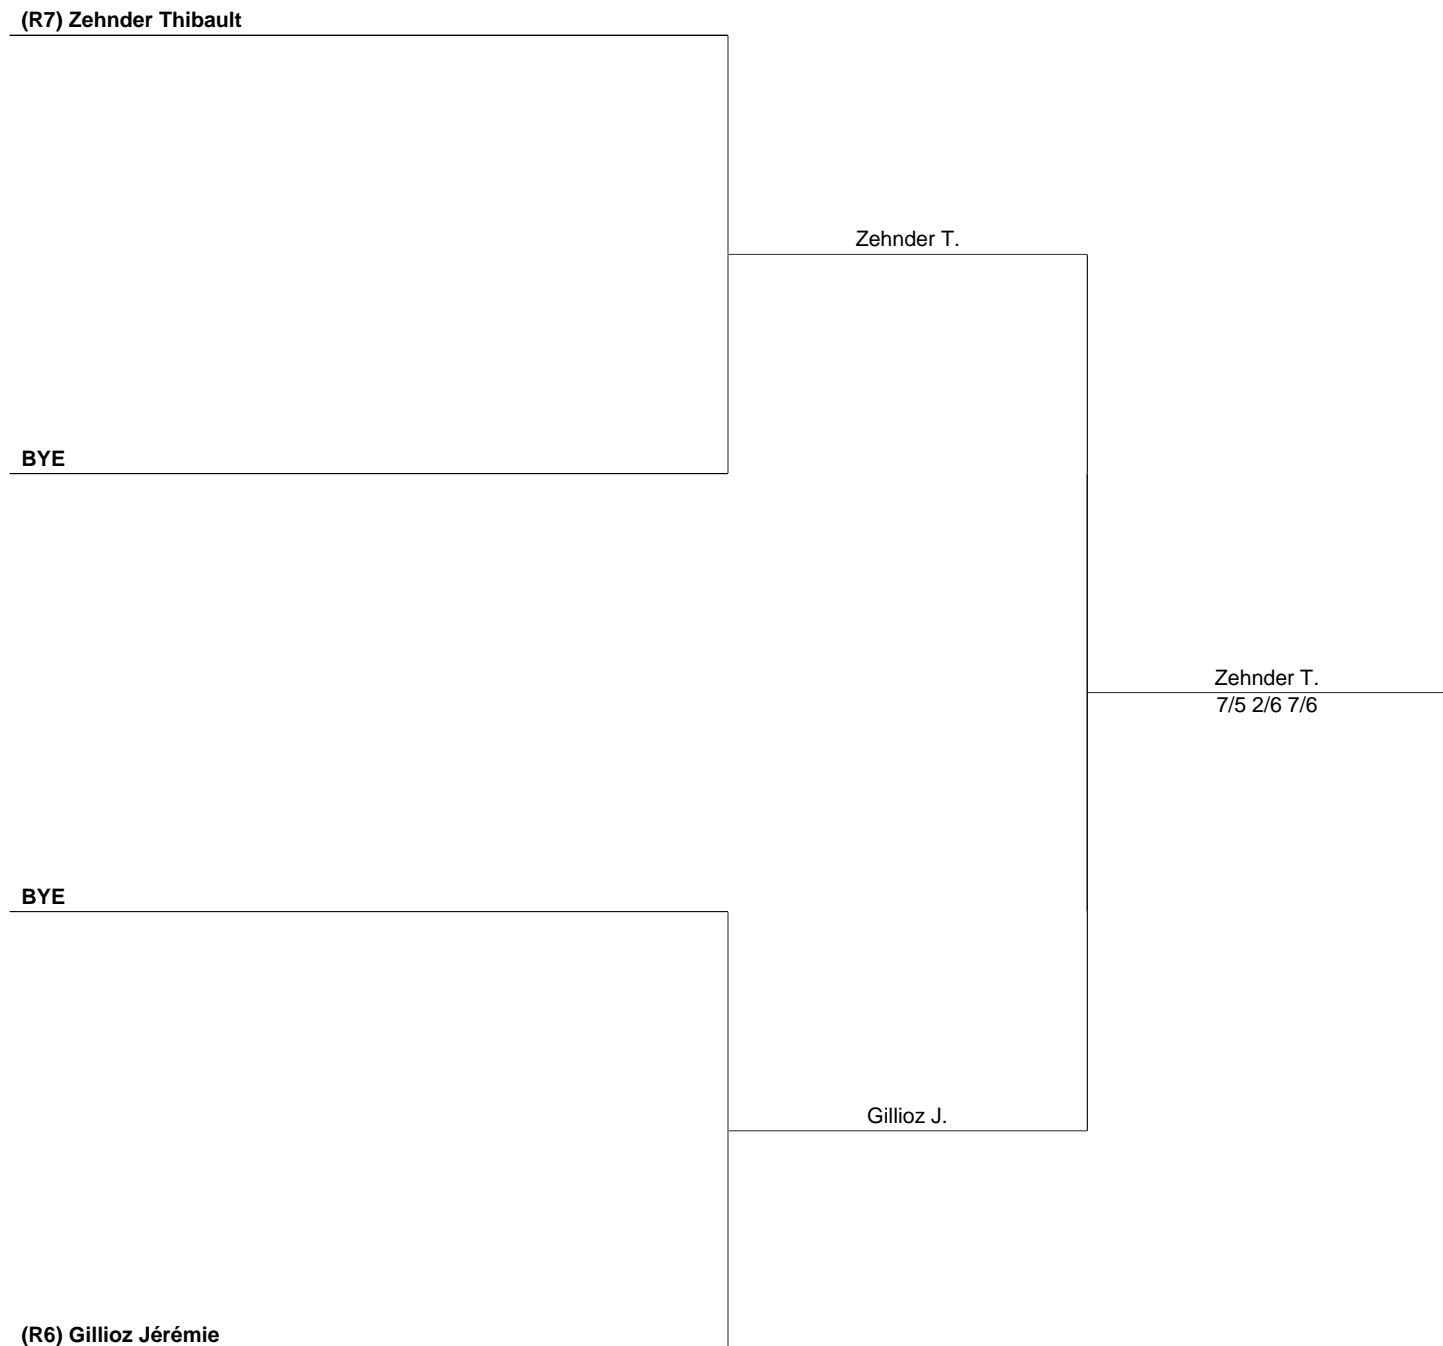 (R7) Zehnder Thibault
Zehnder T.
BYE
Zehnder T.
7/5 2/6 7/6
BYE
Gillioz J.
(R6) Gillioz Jérémie